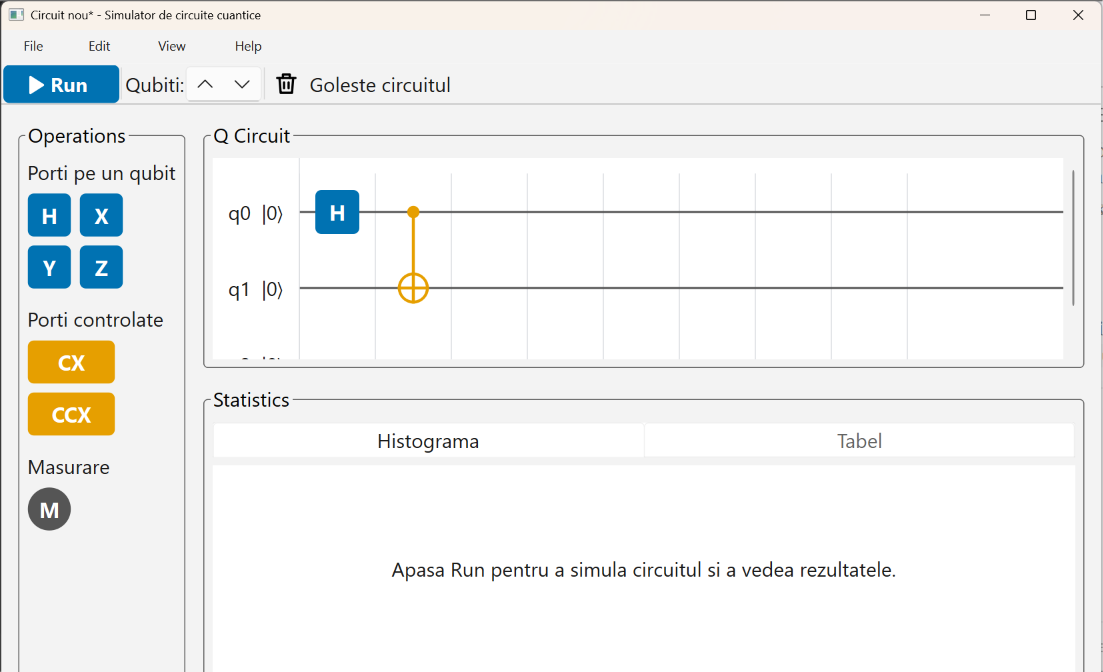 Circuit nou* - Simulator de circuite cuantice
File Edit View Help
Run Qubiti: Goleste circuitul
Operations
Porti pe un qubit
H X
Y Z
Porti controlate
CX
CCX
Masurare
M
Q Circuit
q0 |0⟩ H
q1 |0⟩
Statistics
Histograma Tabel
Apasa Run pentru a simula circuitul si a vedea rezultatele.